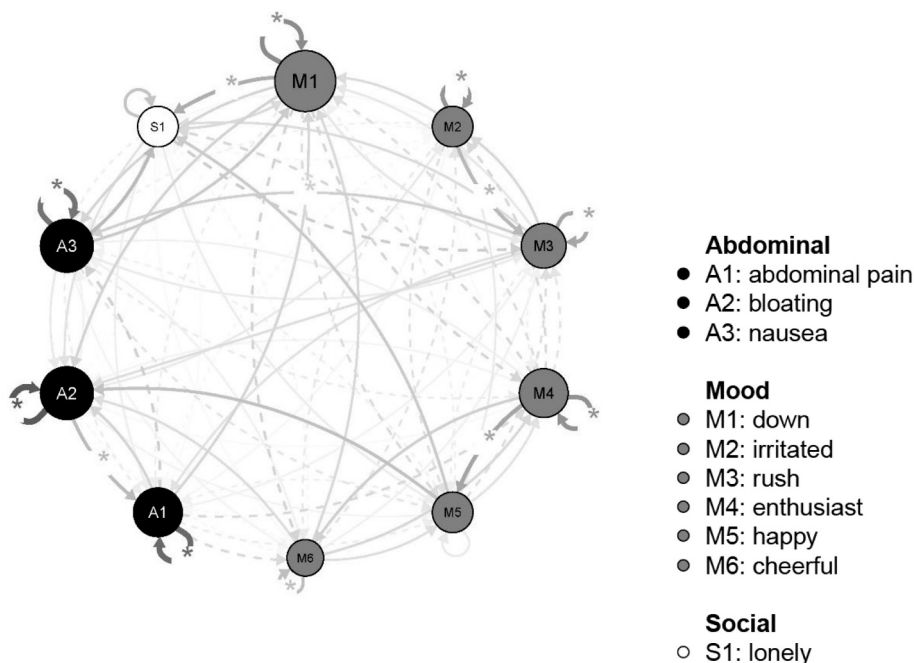 M1
M2
S1
A3
M3
A2
M4
A1
M5
M6
Abdominal
A1: abdominal pain
A2: bloating
A3: nausea
Mood
M1: down
M2: irritated
M3: rush
M4: enthusiast
M5: happy
M6: cheerful
Social
S1: lonely